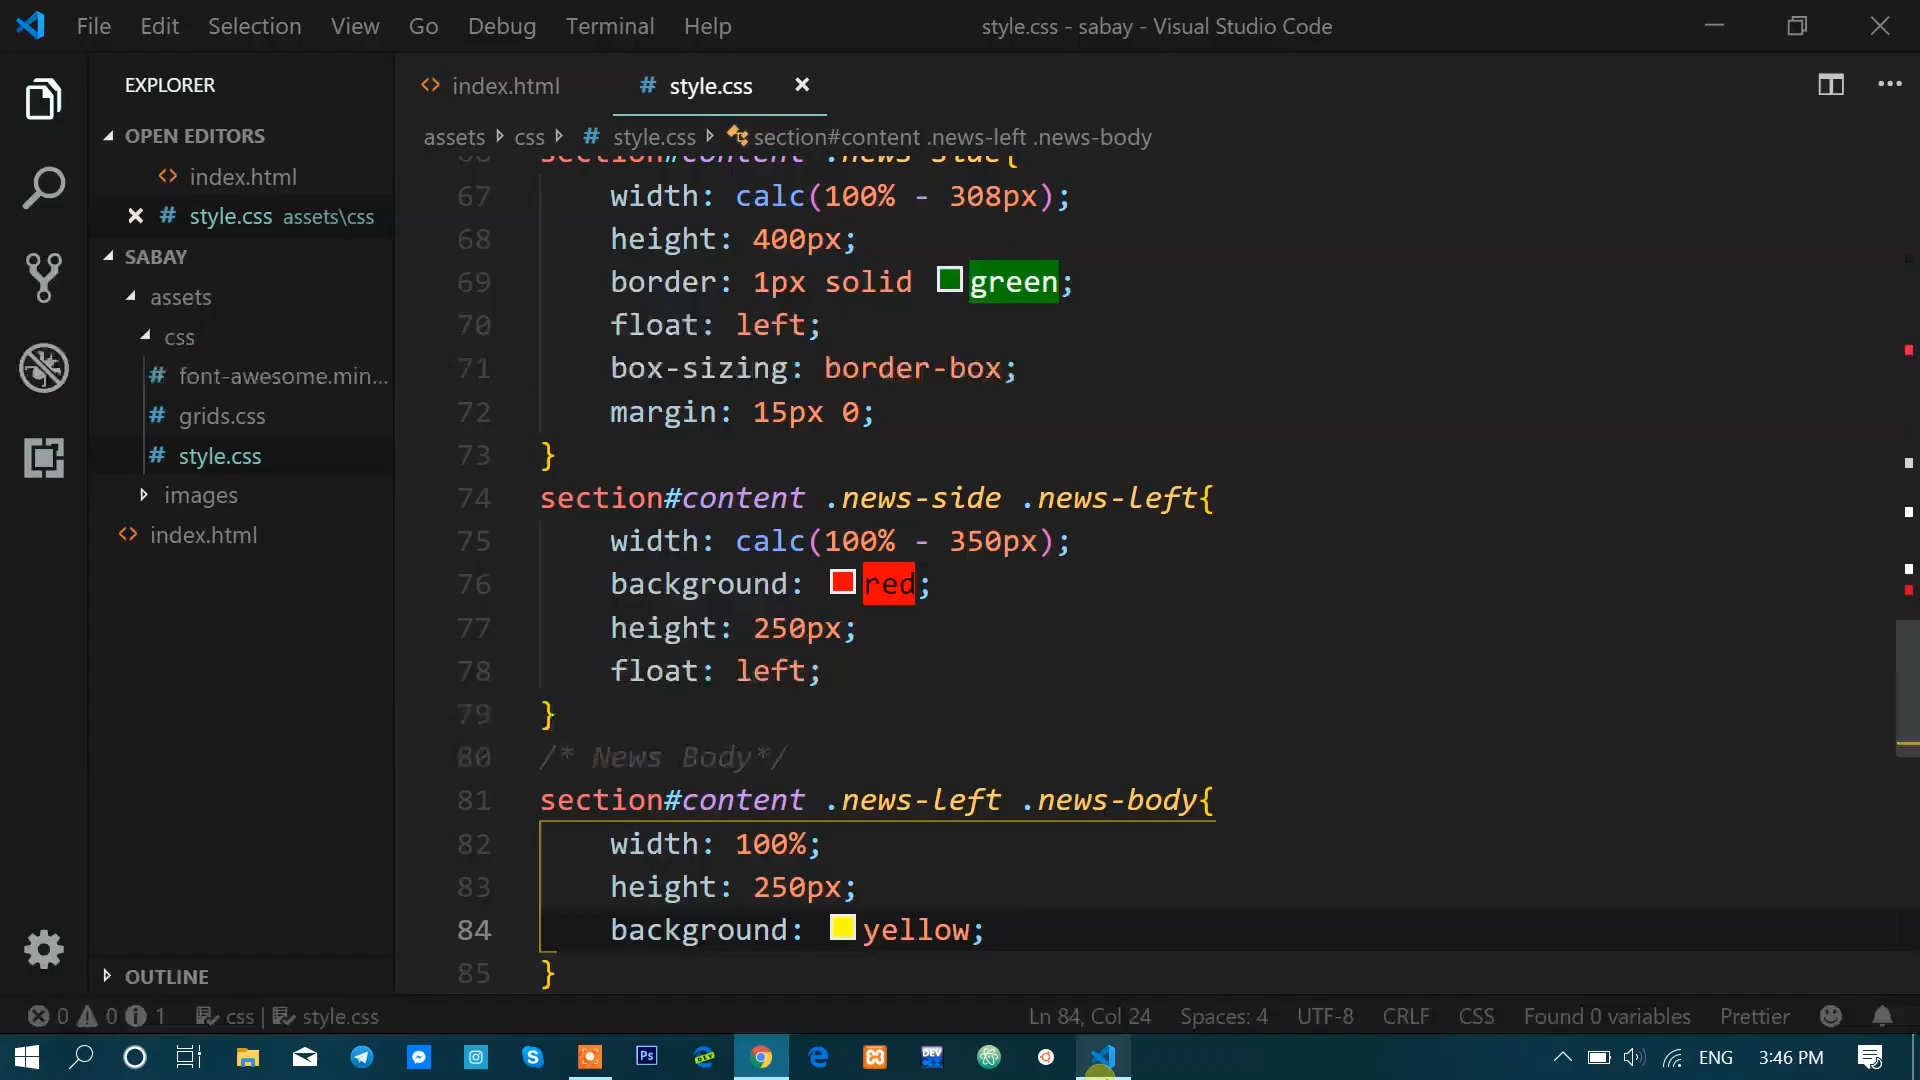 File Edit Selection View Go Debug Terminal Help
style.css - sabay - Visual Studio Code
EXPLORER
OPEN EDITORS
index.html
style.css assets\css
SABAY
assets
css
font-awesome.min...
grids.css
style.css
images
index.html
OUTLINE
index.html
# style.css
assets css # style.css section#content .news-left .news-body
66 section#content .news-side{
67 width: calc(100% - 308px);
68 height: 400px;
69 border: 1px solid green;
70 float: left;
71 box-sizing: border-box;
72 margin: 15px 0;
73 }
74 section#content .news-side .news-left{
75 width: calc(100% - 350px);
76 background: red;
77 height: 250px;
78 float: left;
79 }
80 /* News Body*/
81 section#content .news-left .news-body{
82 width: 100%;
83 height: 250px;
84 background: yellow;
85 }
0 0 1 css | style.css
Ln 84, Col 24 Spaces: 4 UTF-8 CRLF CSS Found 0 variables Prettier
Ps
DEV
ENG 3:46 PM